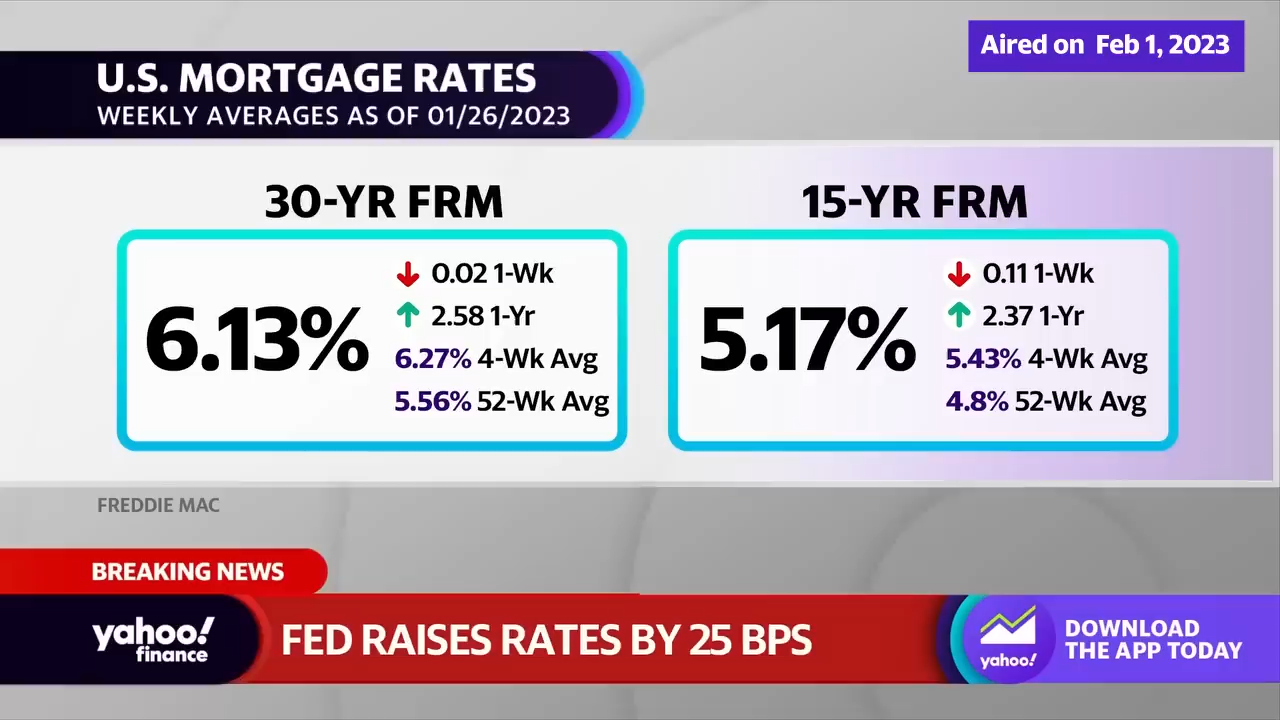 Aired on Feb 1, 2023
U.S. MORTGAGE RATES
WEEKLY AVERAGES AS OF 01/26/2023
30-YR FRM
6.13%
0.02 1-Wk
2.58 1-Yr
6.27% 4-Wk Avg
5.56% 52-Wk Avg
15-YR FRM
5.17%
0.11 1-Wk
2.37 1-Yr
5.43% 4-Wk Avg
4.8% 52-Wk Avg
FREDDIE MAC
BREAKING NEWS
yahoo!
finance
FED RAISES RATES BY 25 BPS
yahoo!
DOWNLOAD
THE APP TODAY